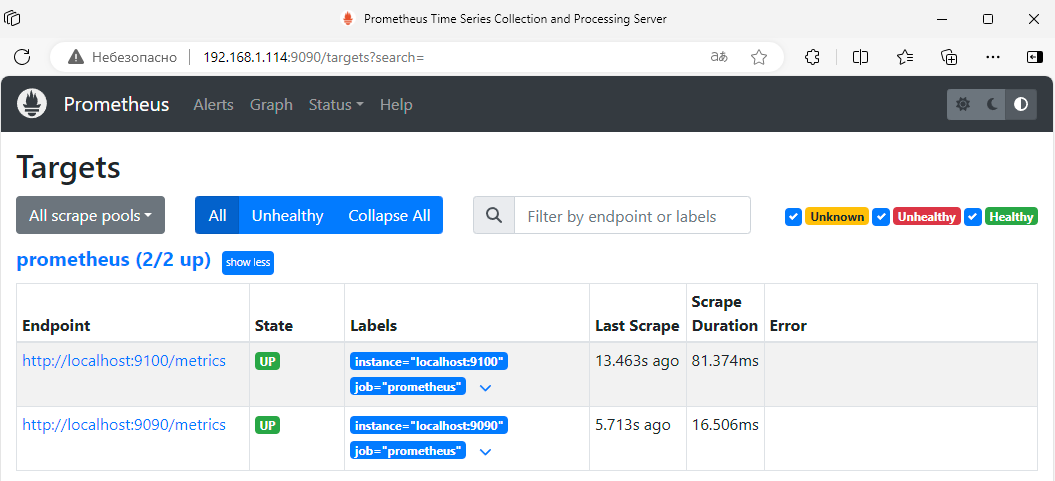 Prometheus Time Series Collection and Processing Server
Небезопасно 192.168.1.114:9090/targets?search= аあ
Prometheus Alerts Graph Status Help
Targets
All scrape pools All Unhealthy Collapse All Filter by endpoint or labels Unknown Unhealthy Healthy
prometheus (2/2 up) show less
Endpoint State Labels Last Scrape Scrape Duration Error
http://localhost:9100/metrics UP instance="localhost:9100" 13.463s ago 81.374ms
job="prometheus"
http://localhost:9090/metrics UP instance="localhost:9090" 5.713s ago 16.506ms
job="prometheus"